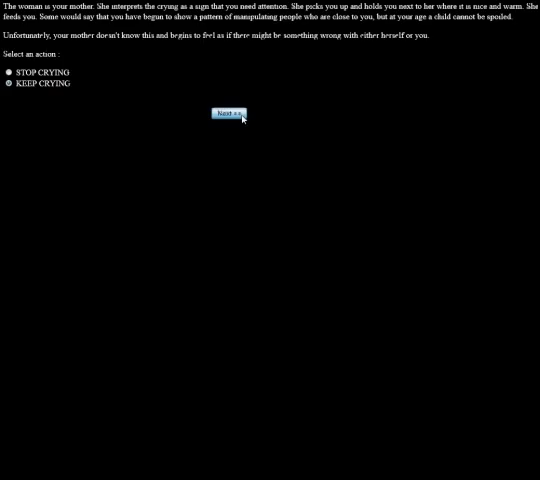 The woman is your mother. She interprets the crying as a sign that you need attention. She picks you up and holds you next to her where it is nice and warm. She
feeds you. Some would say that you have begun to show a pattern of manipulating people who are close to you, but at your age a child cannot be spoiled.
Unfortunately, your mother doesn't know this and begins to feel as if there might be something wrong with either herself or you.
Select an action :
STOP CRYING
KEEP CRYING
Next >>